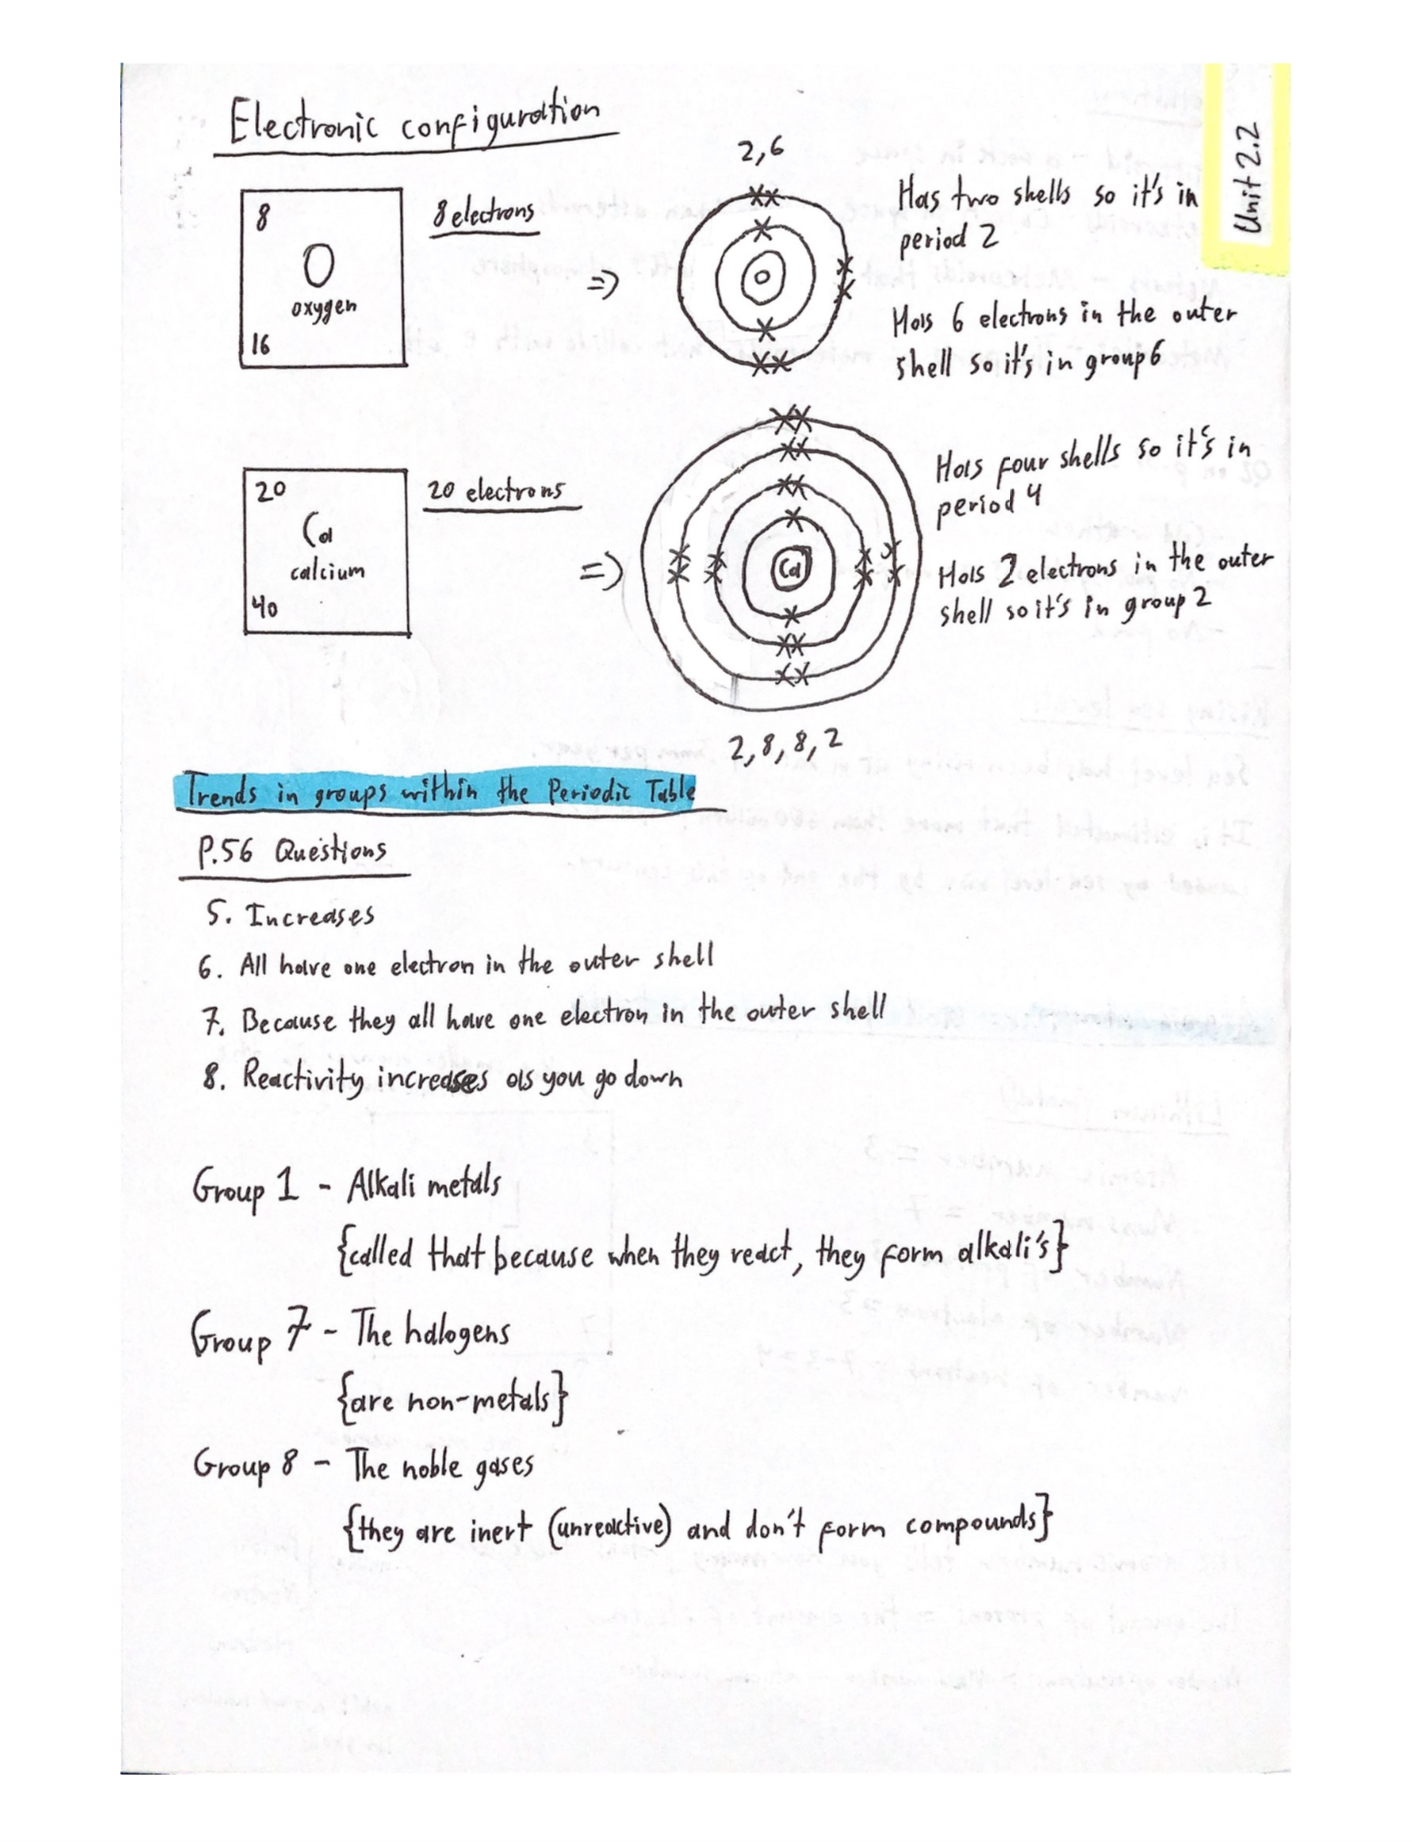 Electronic configuration
Unit 2.2
8
O
oxygen
16
8 electrons
=>
2,6
O
Has two shells so it's in
period 2
Has 6 electrons in the outer
shell so it's in group 6
20
Ca
calcium
40
20 electrons
=>
Ca
2,8,8,2
Has four shells so it's in
period 4
Has 2 electrons in the outer
shell so it's in group 2
Trends in groups within the Periodic Table
P.56 Questions
5. Increases
6. All have one electron in the outer shell
7. Because they all have one electron in the outer shell
8. Reactivity increases as you go down
Group 1 - Alkali metals
{called that because when they react, they form alkali's}
Group 7 - The halogens
{are non-metals}
Group 8 - The noble gases
{they are inert (unreactive) and don't form compounds}